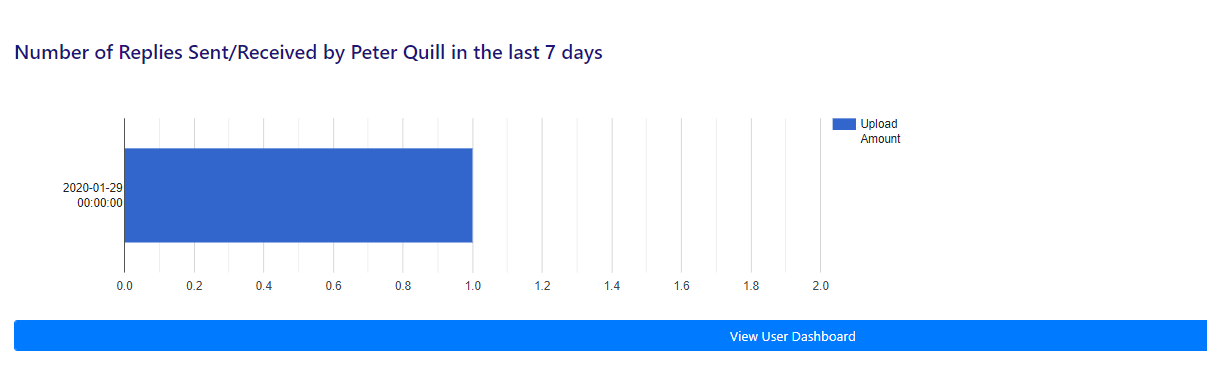 Number of Replies Sent/Received by Peter Quill in the last 7 days
Upload
Amount
2020-01-29
00:00:00
0.0 0.2 0.4 0.6 0.8 1.0 1.2 1.4 1.6 1.8 2.0
View User Dashboard